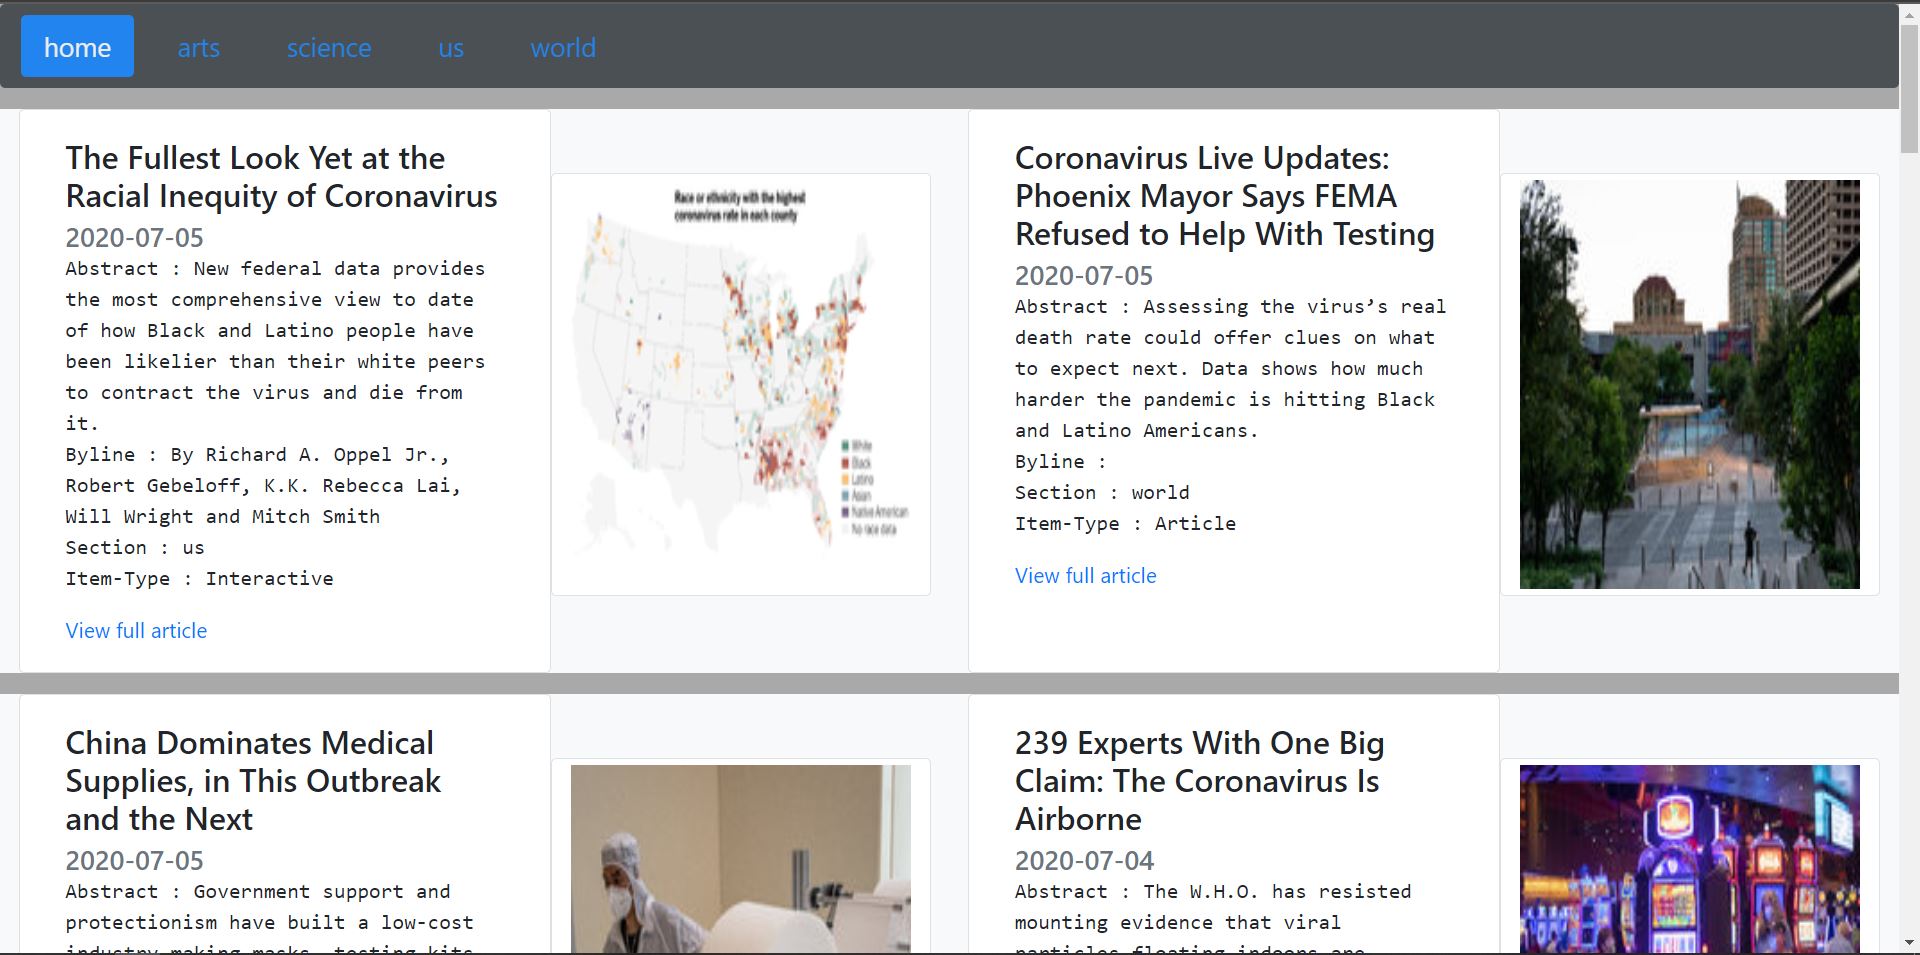 home arts science us world
The Fullest Look Yet at the
Racial Inequity of Coronavirus
2020-07-05
Abstract : New federal data provides
the most comprehensive view to date
of how Black and Latino people have
been likelier than their white peers
to contract the virus and die from
it.
Byline : By Richard A. Oppel Jr.,
Robert Gebeloff, K.K. Rebecca Lai,
Will Wright and Mitch Smith
Section : us
Item-Type : Interactive
View full article
Race or ethnicity with the highest
coronavirus rate in each county
White
Black
Latino
Asian
Native American
No race data
Coronavirus Live Updates:
Phoenix Mayor Says FEMA
Refused to Help With Testing
2020-07-05
Abstract : Assessing the virus’s real
death rate could offer clues on what
to expect next. Data shows how much
harder the pandemic is hitting Black
and Latino Americans.
Byline :
Section : world
Item-Type : Article
View full article
China Dominates Medical
Supplies, in This Outbreak
and the Next
2020-07-05
Abstract : Government support and
protectionism have built a low-cost
industry making masks, testing kits
239 Experts With One Big
Claim: The Coronavirus Is
Airborne
2020-07-04
Abstract : The W.H.O. has resisted
mounting evidence that viral
particles floating indoors are